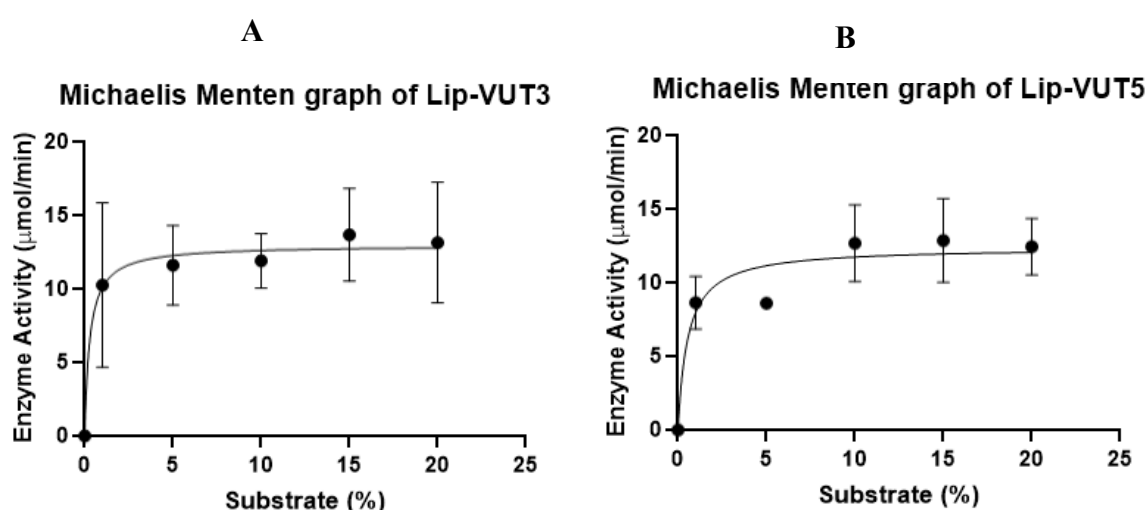 A
Michaelis Menten graph of Lip-VUT3
Enzyme Activity (μmol/min)
20
15
10
5
0
0 5 10 15 20 25
Substrate (%)
B
Michaelis Menten graph of Lip-VUT5
Enzyme Activity (μmol/min)
20
15
10
5
0
0 5 10 15 20 25
Substrate (%)